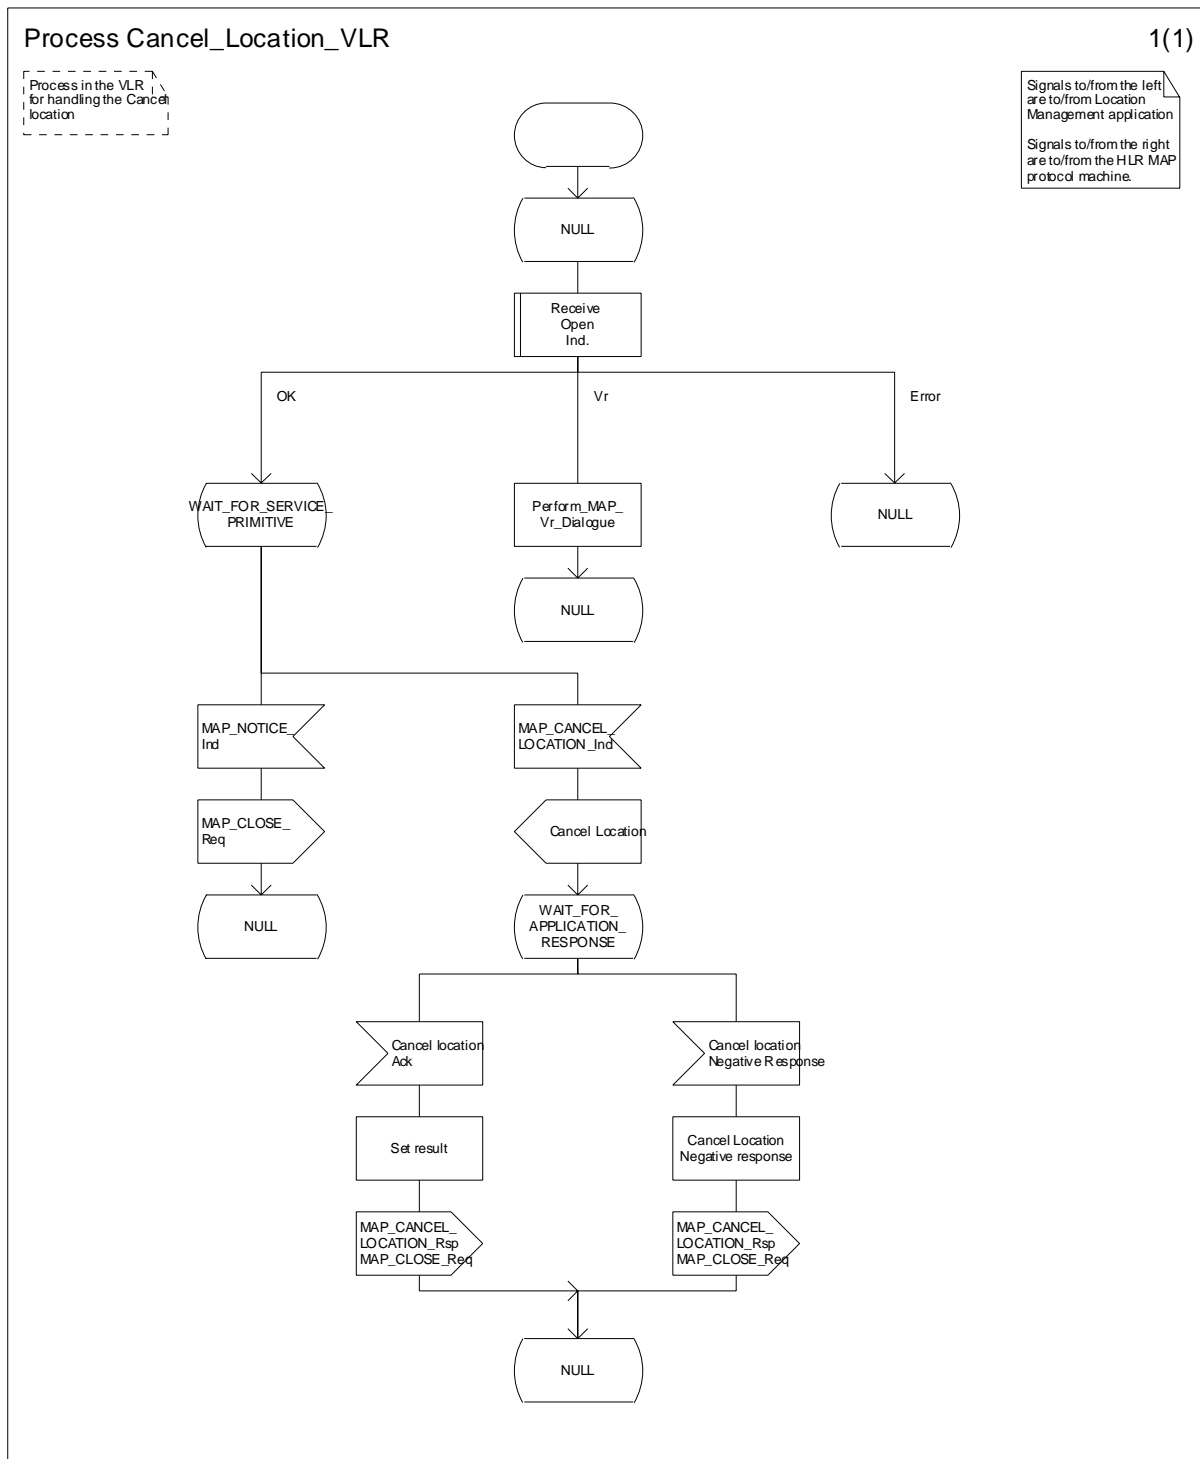 Process Cancel_Location_VLR
1(1)
Process in the VLR
for handling the Cancel
location
Signals to/from the left
are to/from Location
Management application
Signals to/from the right
are to/from the HLR MAP
protocol machine.
NULL
Receive
Open
Ind.
OK
Vr
Error
WAIT_FOR_SERVICE_
PRIMITIVE
Perform_MAP_
Vr_Dialogue
NULL
NULL
MAP_NOTICE_
Ind
MAP_CANCEL_
LOCATION_Ind
MAP_CLOSE_
Req
Cancel Location
NULL
WAIT_FOR_
APPLICATION_
RESPONSE
Cancel location
Ack
Cancel location
Negative Response
Set result
Cancel Location
Negative response
MAP_CANCEL_
LOCATION_Rsp
MAP_CLOSE_Req
MAP_CANCEL_
LOCATION_Rsp
MAP_CLOSE_Req
NULL